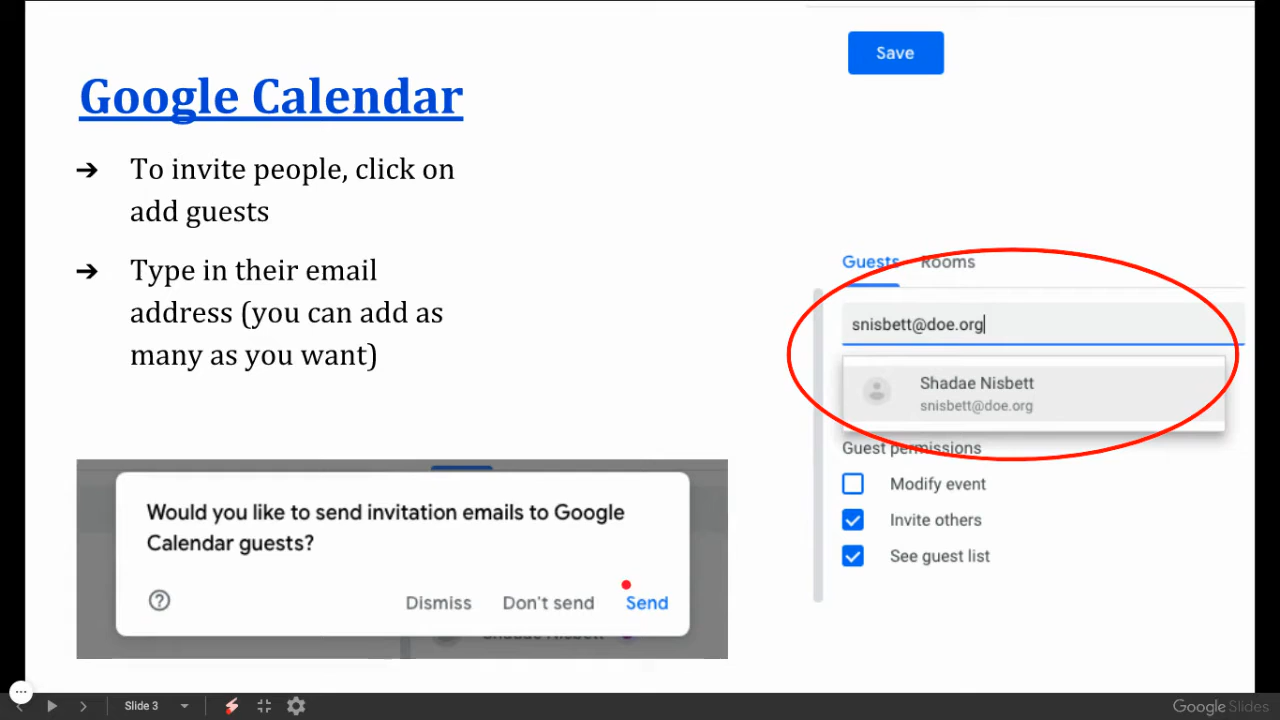 Save
Google Calendar
➔ To invite people, click on
add guests
➔ Type in their email
address (you can add as
many as you want)
Guests Rooms
snisbett@doe.org
Shadae Nisbett
snisbett@doe.org
Guest permissions
Modify event
Invite others
See guest list
Would you like to send invitation emails to Google
Calendar guests?
Dismiss Don't send Send
Shadae Nisbett
Slide 3
Google Slides